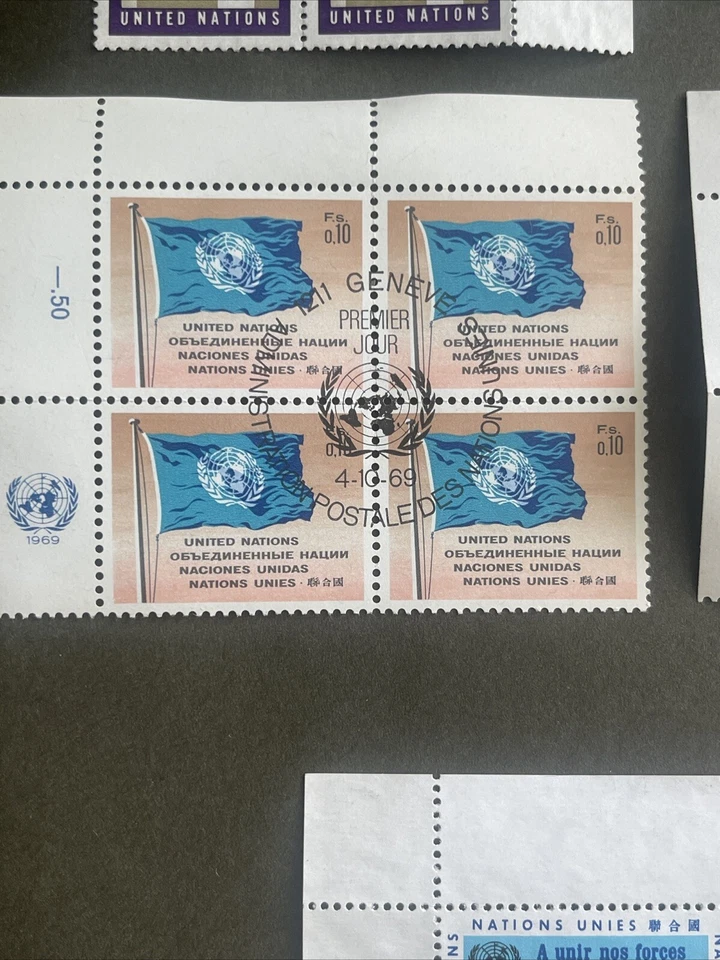 UNITED NATIONS
UNITED NATIONS
—.50
F.s.
0,10
UNITED NATIONS
ОБЪЕДИНЕННЫЕ НАЦИИ
NACIONES UNIDAS
NATIONS UNIES · 聯合國
F.s.
0,10
UNITED NATIONS
ОБЪЕДИНЕННЫЕ НАЦИИ
NACIONES UNIDAS
NATIONS UNIES · 聯合國
1211 GENÈVE
PREMIER
JOUR
4-10-69
ADMINISTRATION POSTALE DES NATIONS UNIES
1969
F.s.
0,10
UNITED NATIONS
ОБЪЕДИНЕННЫЕ НАЦИИ
NACIONES UNIDAS
NATIONS UNIES · 聯合國
F.s.
0,10
UNITED NATIONS
ОБЪЕДИНЕННЫЕ НАЦИИ
NACIONES UNIDAS
NATIONS UNIES · 聯合國
NATIONS UNIES 聯合國
A unir nos forces